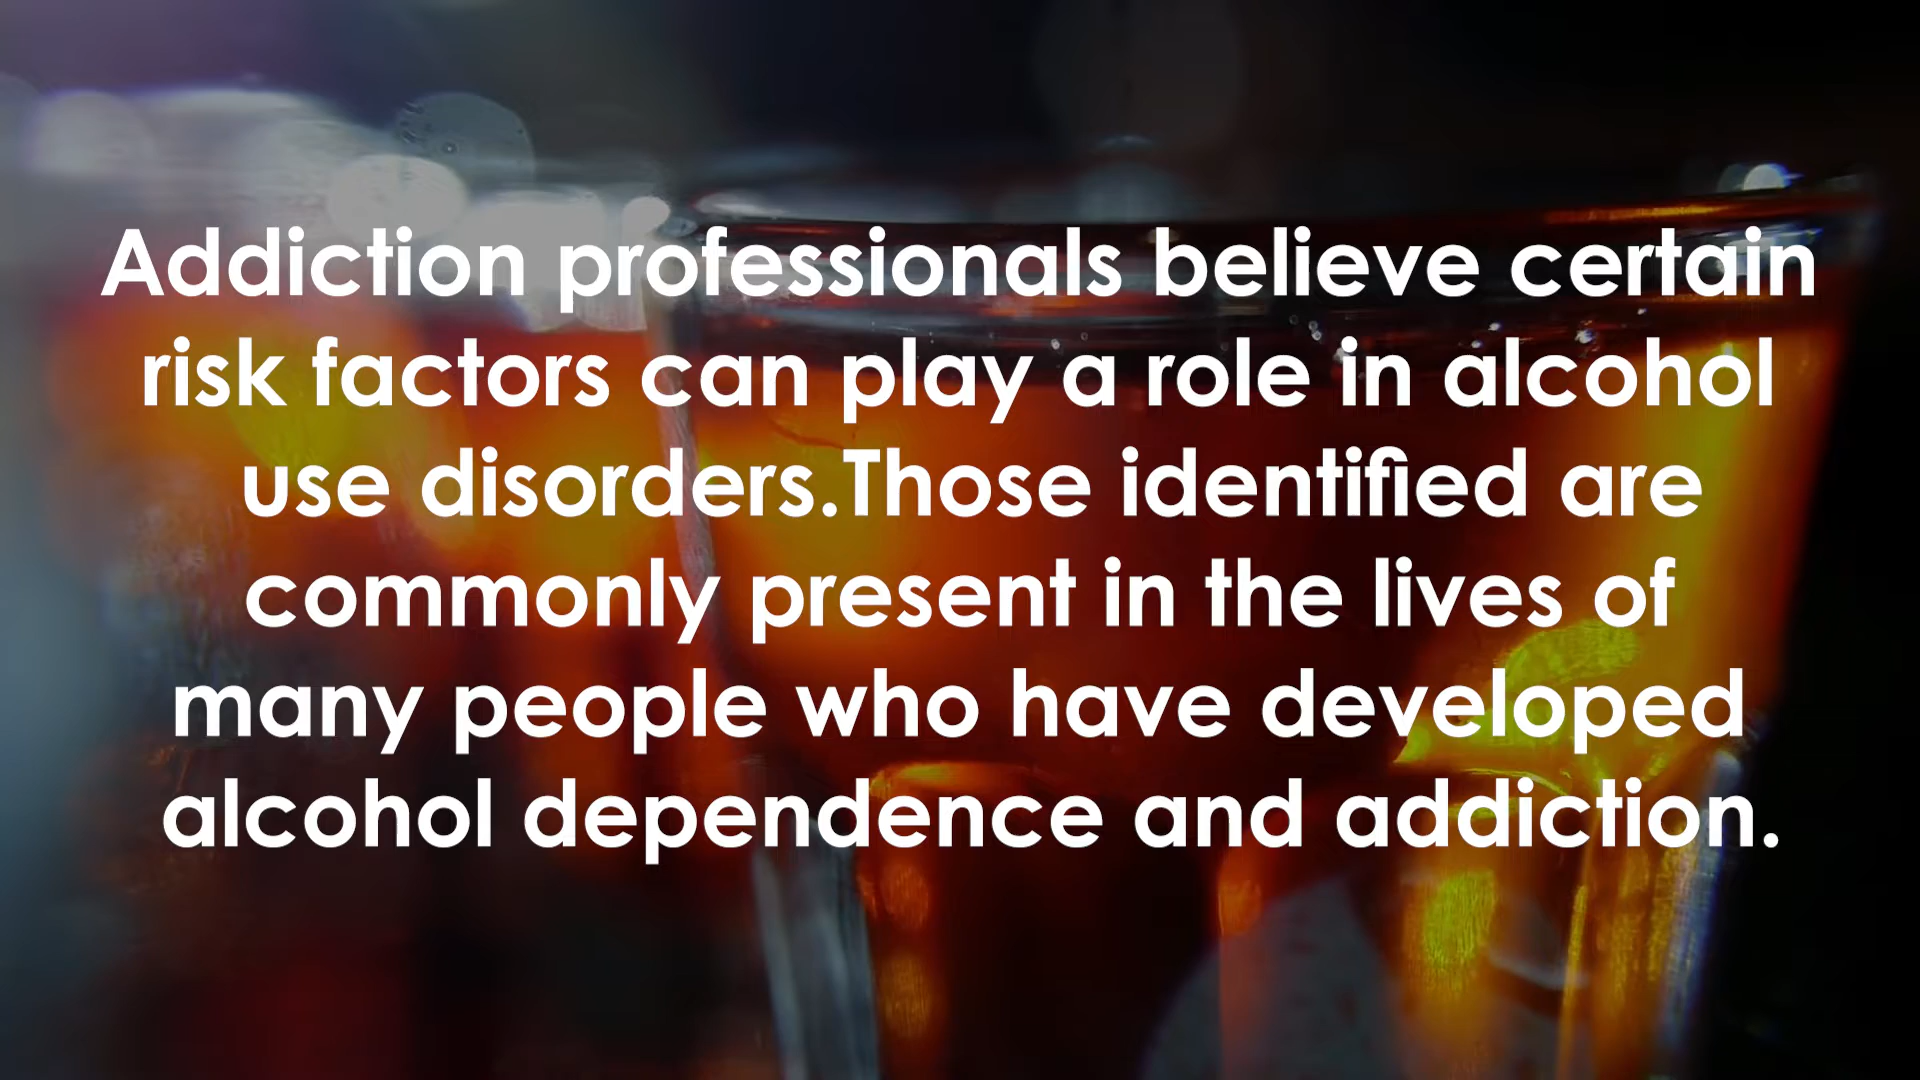 Addiction professionals believe certain
risk factors can play a role in alcohol
use disorders.Those identified are
commonly present in the lives of
many people who have developed
alcohol dependence and addiction.